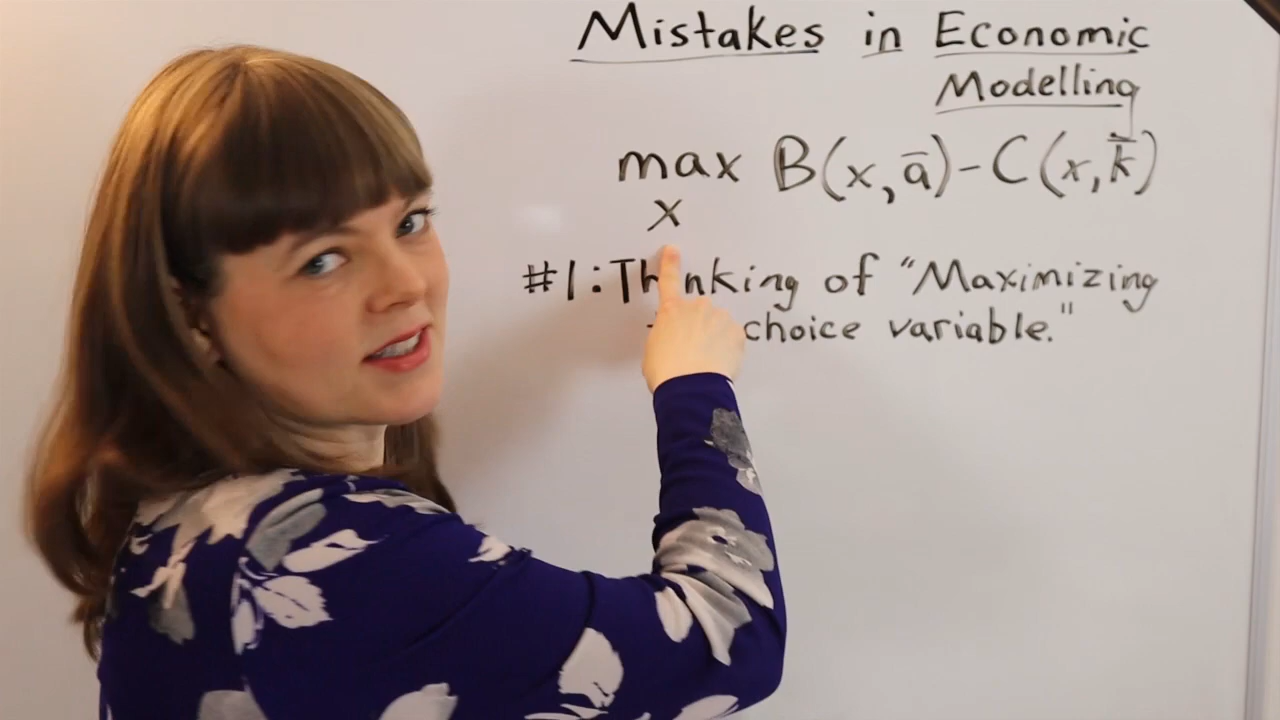 Mistakes in Economic
Modelling
max B(x, ā) - C(x, k̄)
x
#1: Thinking of "Maximizing
choice variable."